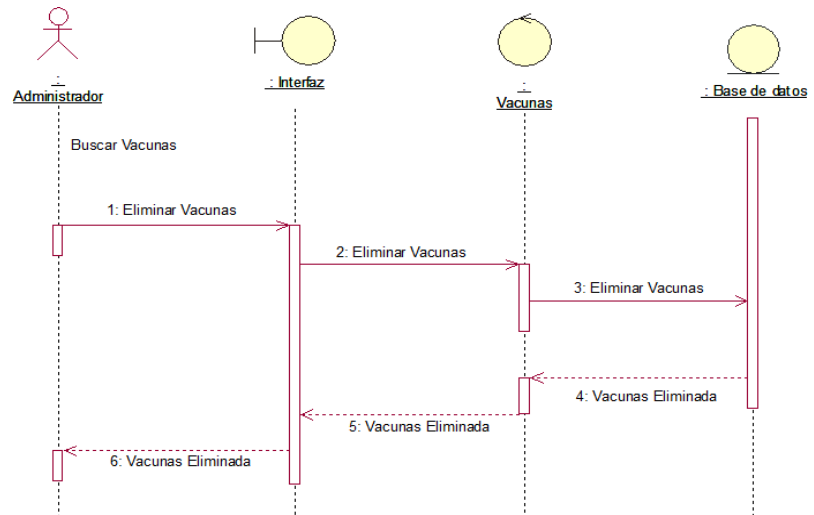 :
Administrador
: Interfaz
:
Vacunas
: Base de datos
Buscar Vacunas
1: Eliminar Vacunas
2: Eliminar Vacunas
3: Eliminar Vacunas
4: Vacunas Eliminada
5: Vacunas Eliminada
6: Vacunas Eliminada